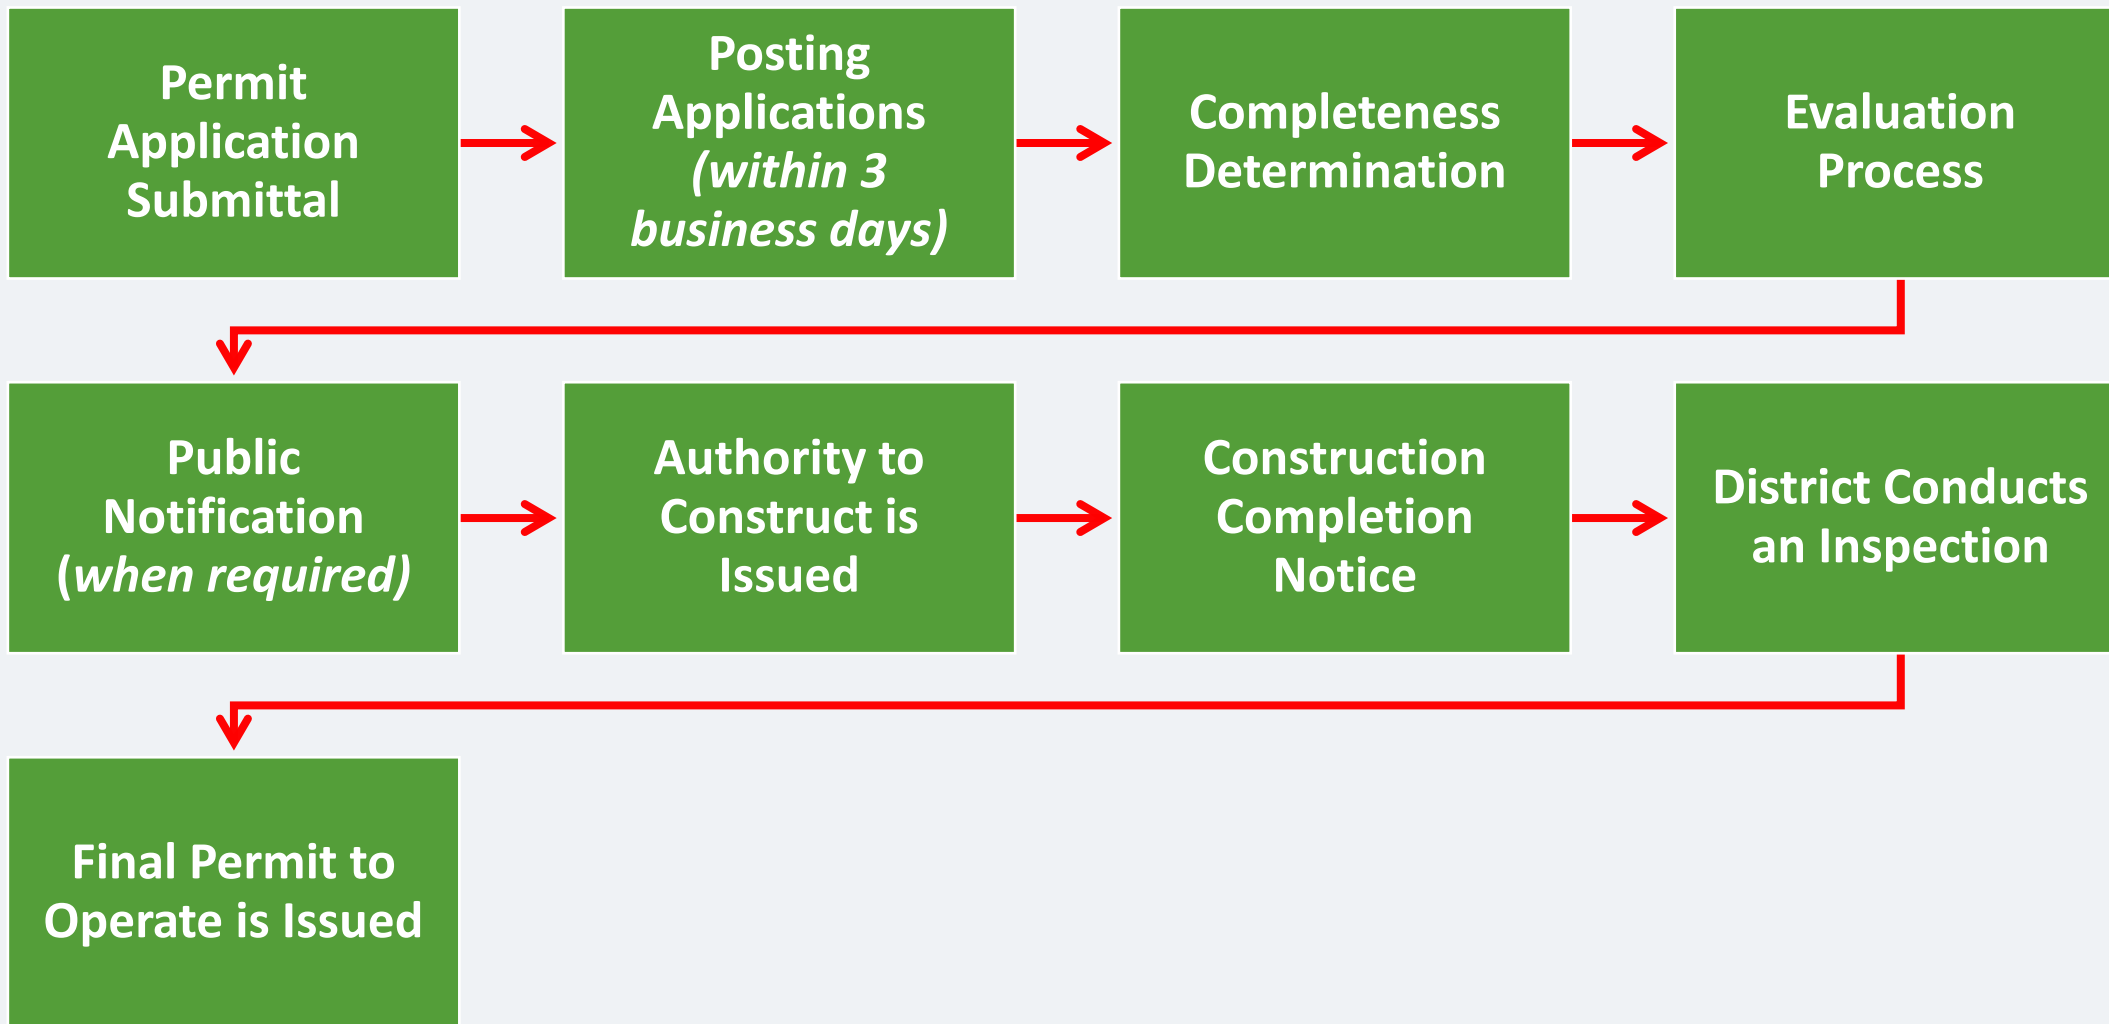 Permit
Application
Submittal
Posting
Applications
(within 3
business days)
Completeness
Determination
Evaluation
Process
Public
Notification
(when required)
Authority to
Construct is
Issued
Construction
Completion
Notice
District Conducts
an Inspection
Final Permit to
Operate is Issued